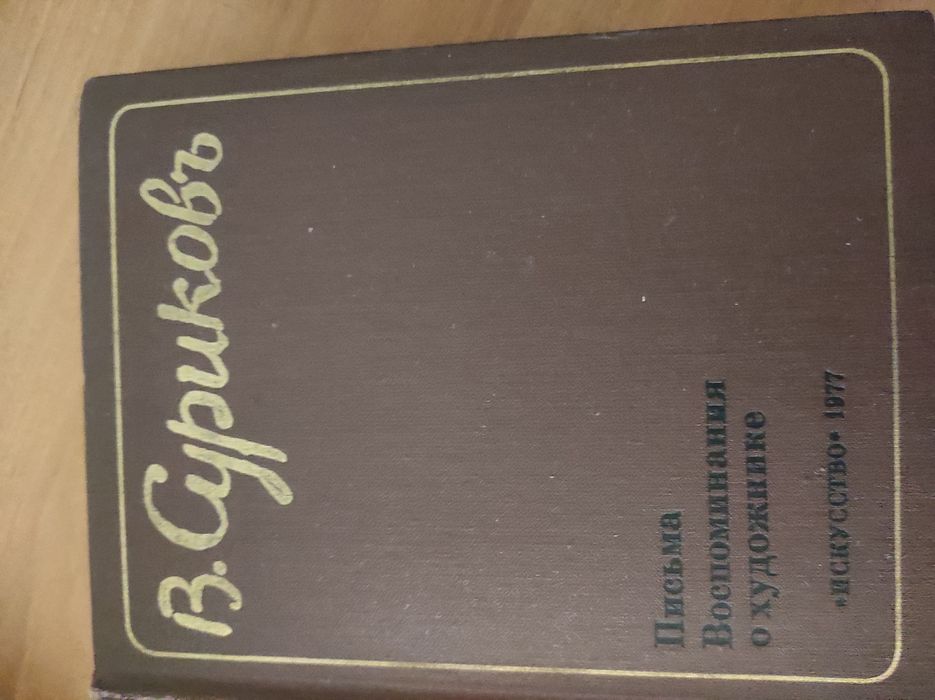 В. Суриковъ
Письма
Воспоминания
о художнике
«ИСКУССТВО» 1977